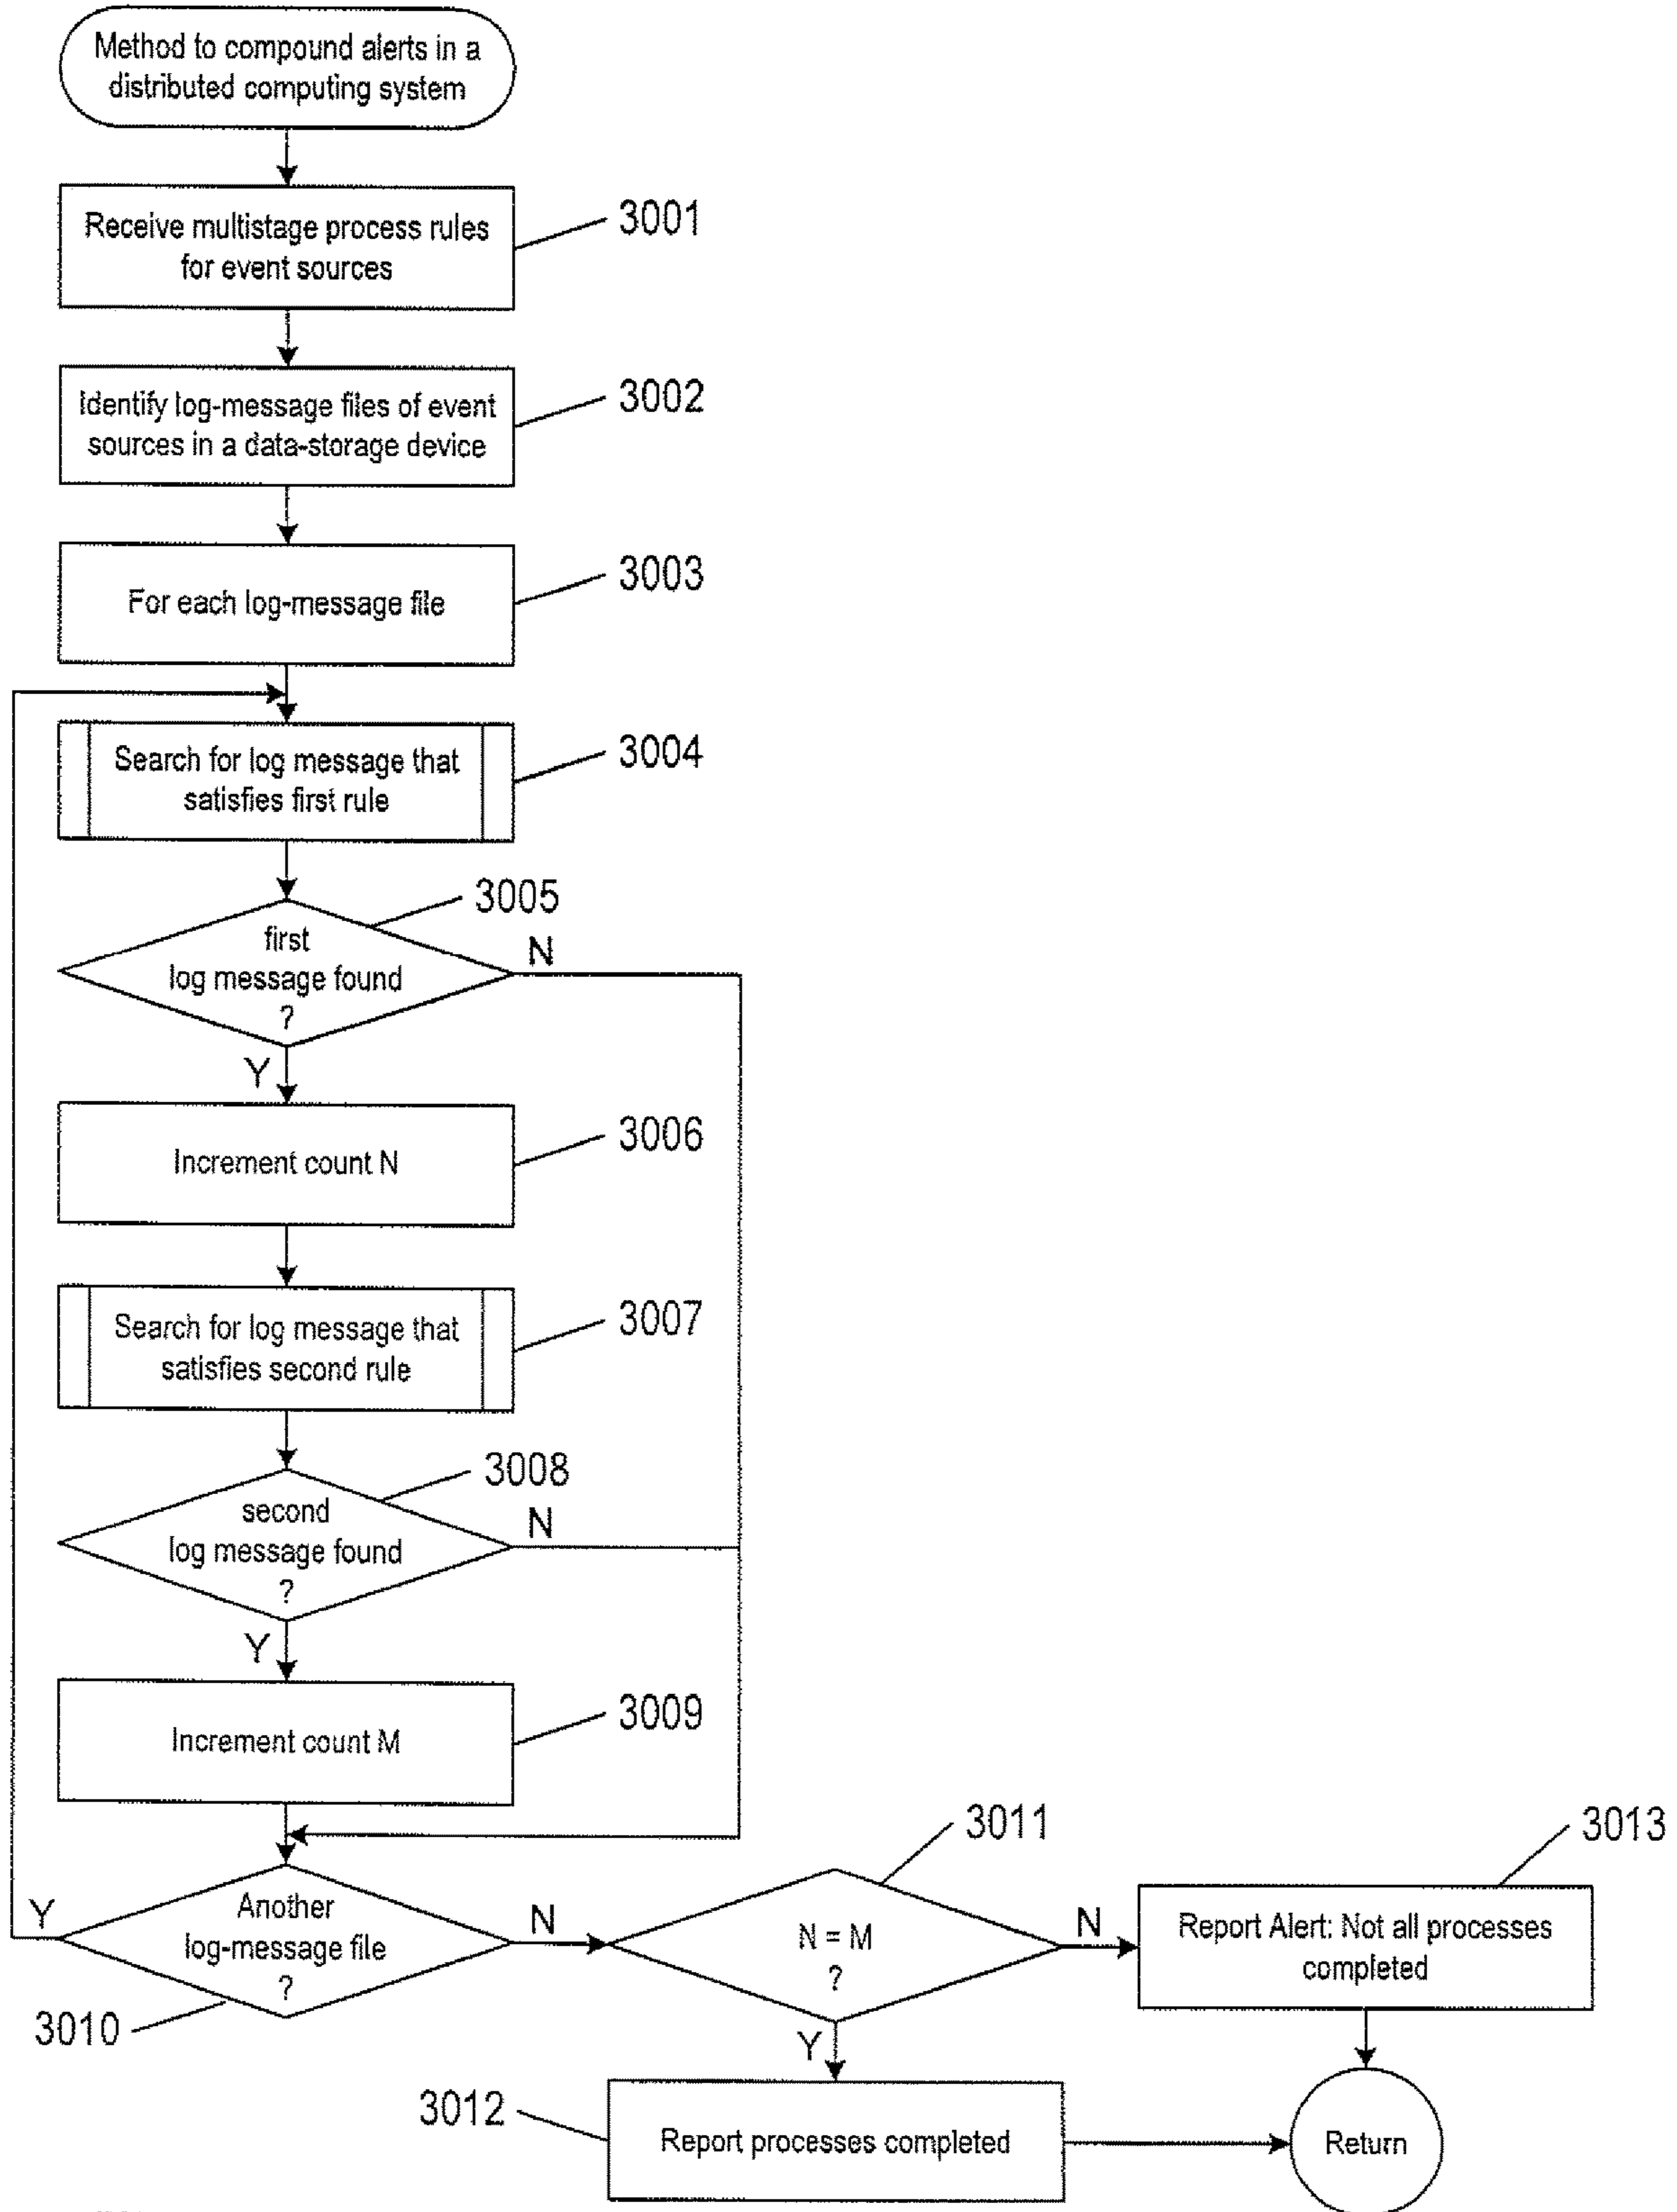 Method to compound alerts in a
distributed computing system
Receive multistage process rules
for event sources
3001
Identify log-message files of event
sources in a data-storage device
3002
For each log-message file
3003
Search for log message that
satisfies first rule
3004
3005
first
log message found
?
N
Y
Increment count N
3006
Search for log message that
satisfies second rule
3007
3008
second
log message found
?
N
Y
Increment count M
3009
Another
log-message file
?
Y
N
3010
3011
N = M
?
N
Y
3013
Report Alert: Not all processes
completed
3012
Report processes completed
Return